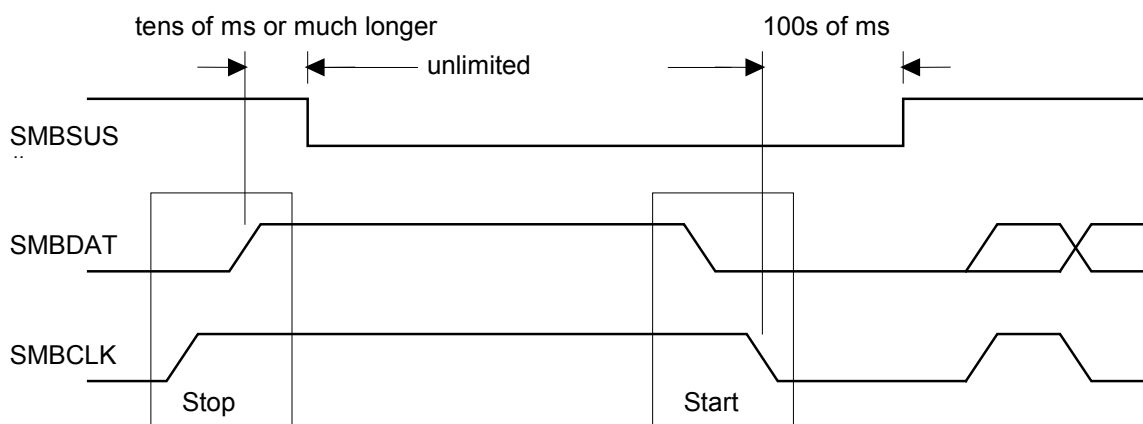 tens of ms or much longer
100s of ms
unlimited
SMBSUS
SMBDAT
SMBCLK
Stop
Start